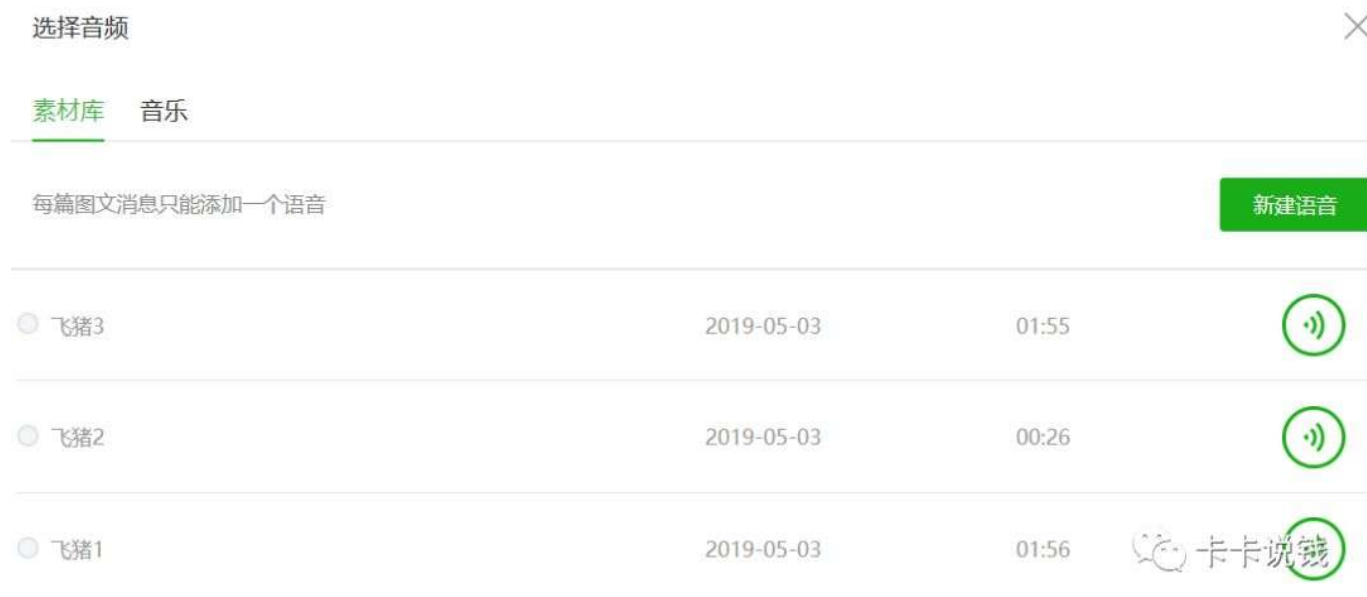 选择音频
素材库 音乐
每篇图文消息只能添加一个语音 新建语音
飞猪3 2019-05-03 01:55
飞猪2 2019-05-03 00:26
飞猪1 2019-05-03 01:56
卡卡说钱